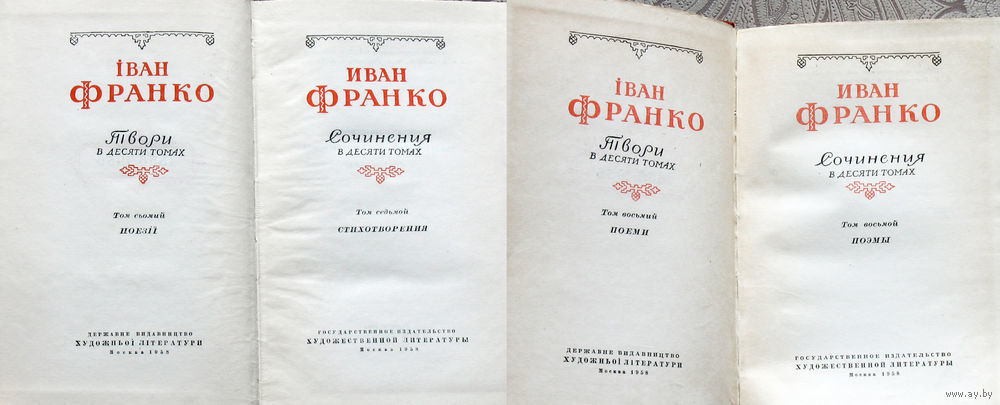 ІВАН
ФРАНКО
Твори
В ДЕСЯТИ ТОМАХ
Том сьомий
ПОЕЗІЇ
ДЕРЖАВНЕ ВИДАВНИЦТВО
ХУДОЖНЬОЇ ЛІТЕРАТУРИ
Москва 1958
ИВАН
ФРАНКО
Сочинения
В ДЕСЯТИ ТОМАХ
Том седьмой
СТИХОТВОРЕНИЯ
ГОСУДАРСТВЕННОЕ ИЗДАТЕЛЬСТВО
ХУДОЖЕСТВЕННОЙ ЛИТЕРАТУРЫ
Москва 1958
ІВАН
ФРАНКО
Твори
В ДЕСЯТИ ТОМАХ
Том восьмий
ПОЕМИ
ДЕРЖАВНЕ ВИДАВНИЦТВО
ХУДОЖНЬОЇ ЛІТЕРАТУРИ
Москва 1958
ИВАН
ФРАНКО
Сочинения
В ДЕСЯТИ ТОМАХ
Том восьмой
ПОЭМЫ
ГОСУДАРСТВЕННОЕ ИЗДАТЕЛЬСТВО
ХУДОЖЕСТВЕННОЙ ЛИТЕРАТУРЫ
Москва 1958
www.ay.by